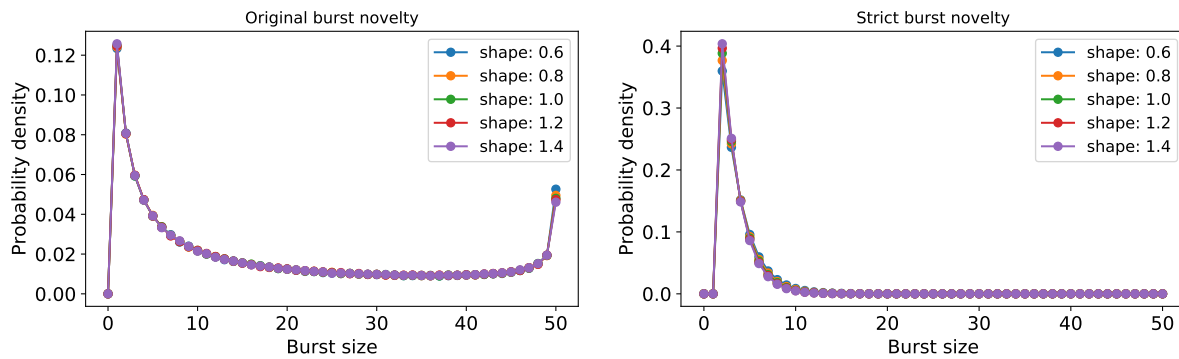 Original burst novelty
Probability density
0.12
0.10
0.08
0.06
0.04
0.02
0.00
shape: 0.6
shape: 0.8
shape: 1.0
shape: 1.2
shape: 1.4
0 10 20 30 40 50
Burst size
Strict burst novelty
Probability density
0.4
0.3
0.2
0.1
0.0
shape: 0.6
shape: 0.8
shape: 1.0
shape: 1.2
shape: 1.4
0 10 20 30 40 50
Burst size